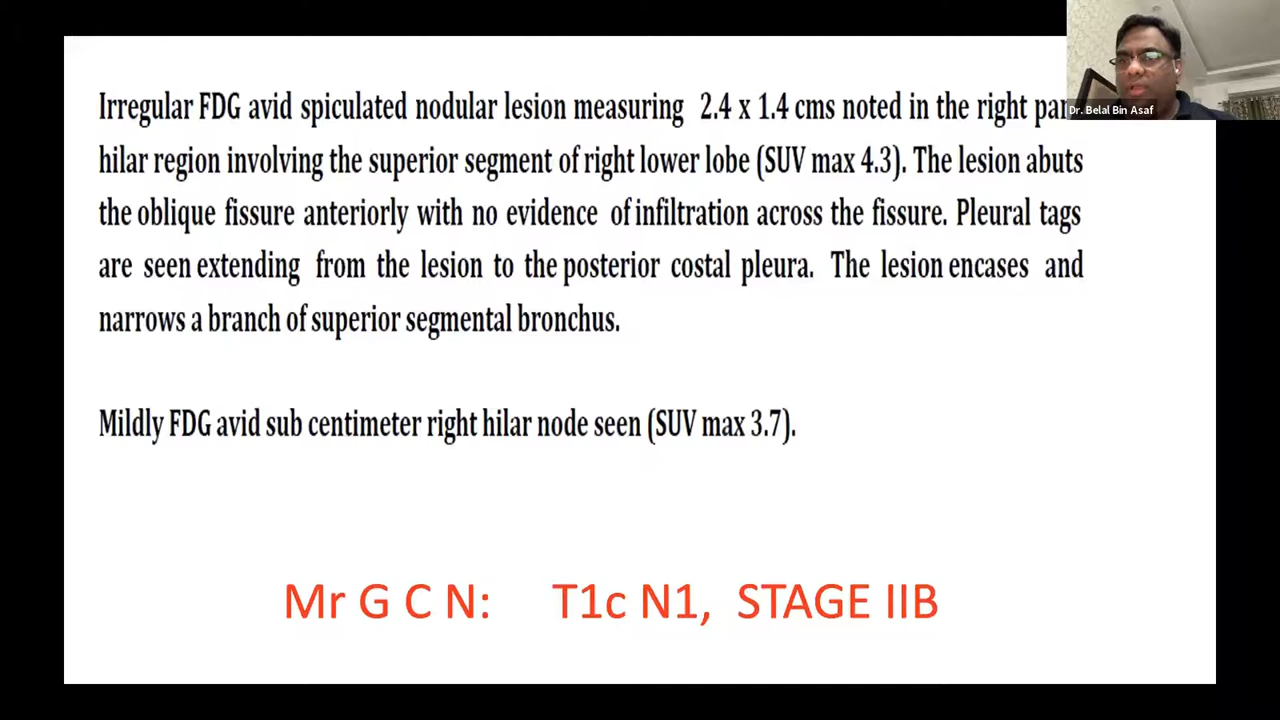 Irregular FDG avid spiculated nodular lesion measuring 2.4 x 1.4 cms noted in the right
hilar region involving the superior segment of right lower lobe (SUV max 4.3). The lesion abuts
the oblique fissure anteriorly with no evidence of infiltration across the fissure. Pleural tags
are seen extending from the lesion to the posterior costal pleura. The lesion encases and
narrows a branch of superior segmental bronchus.
Mildly FDG avid sub centimeter right hilar node seen (SUV max 3.7).
Mr G C N: T1c N1, STAGE IIB
Dr. Belal Bin Asaf